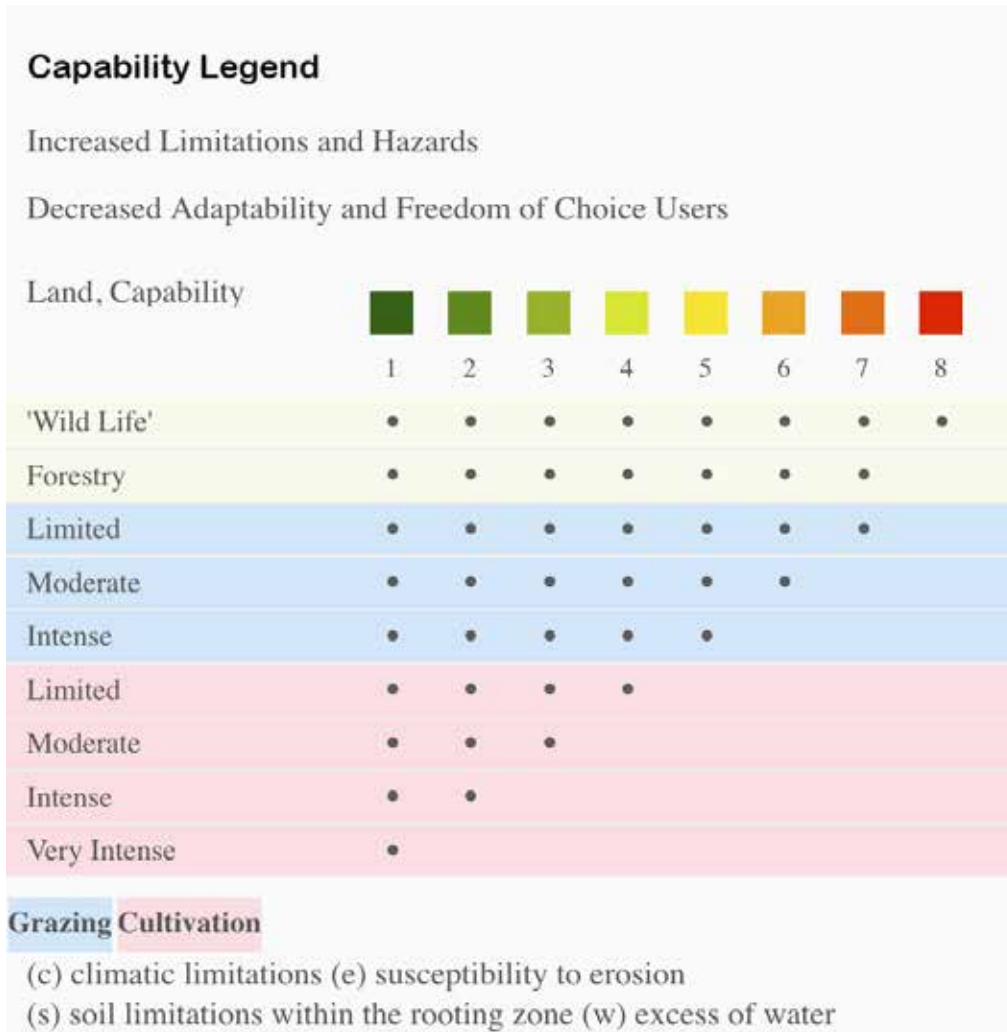 Capability Legend
Increased Limitations and Hazards
Decreased Adaptability and Freedom of Choice Users
Land, Capability
1 2 3 4 5 6 7 8
'Wild Life' • • • • • • • •
Forestry • • • • • • •
Limited • • • • • • •
Moderate • • • • • •
Intense • • • • •
Limited • • • •
Moderate • • •
Intense • •
Very Intense •
Grazing Cultivation
(c) climatic limitations (e) susceptibility to erosion
(s) soil limitations within the rooting zone (w) excess of water